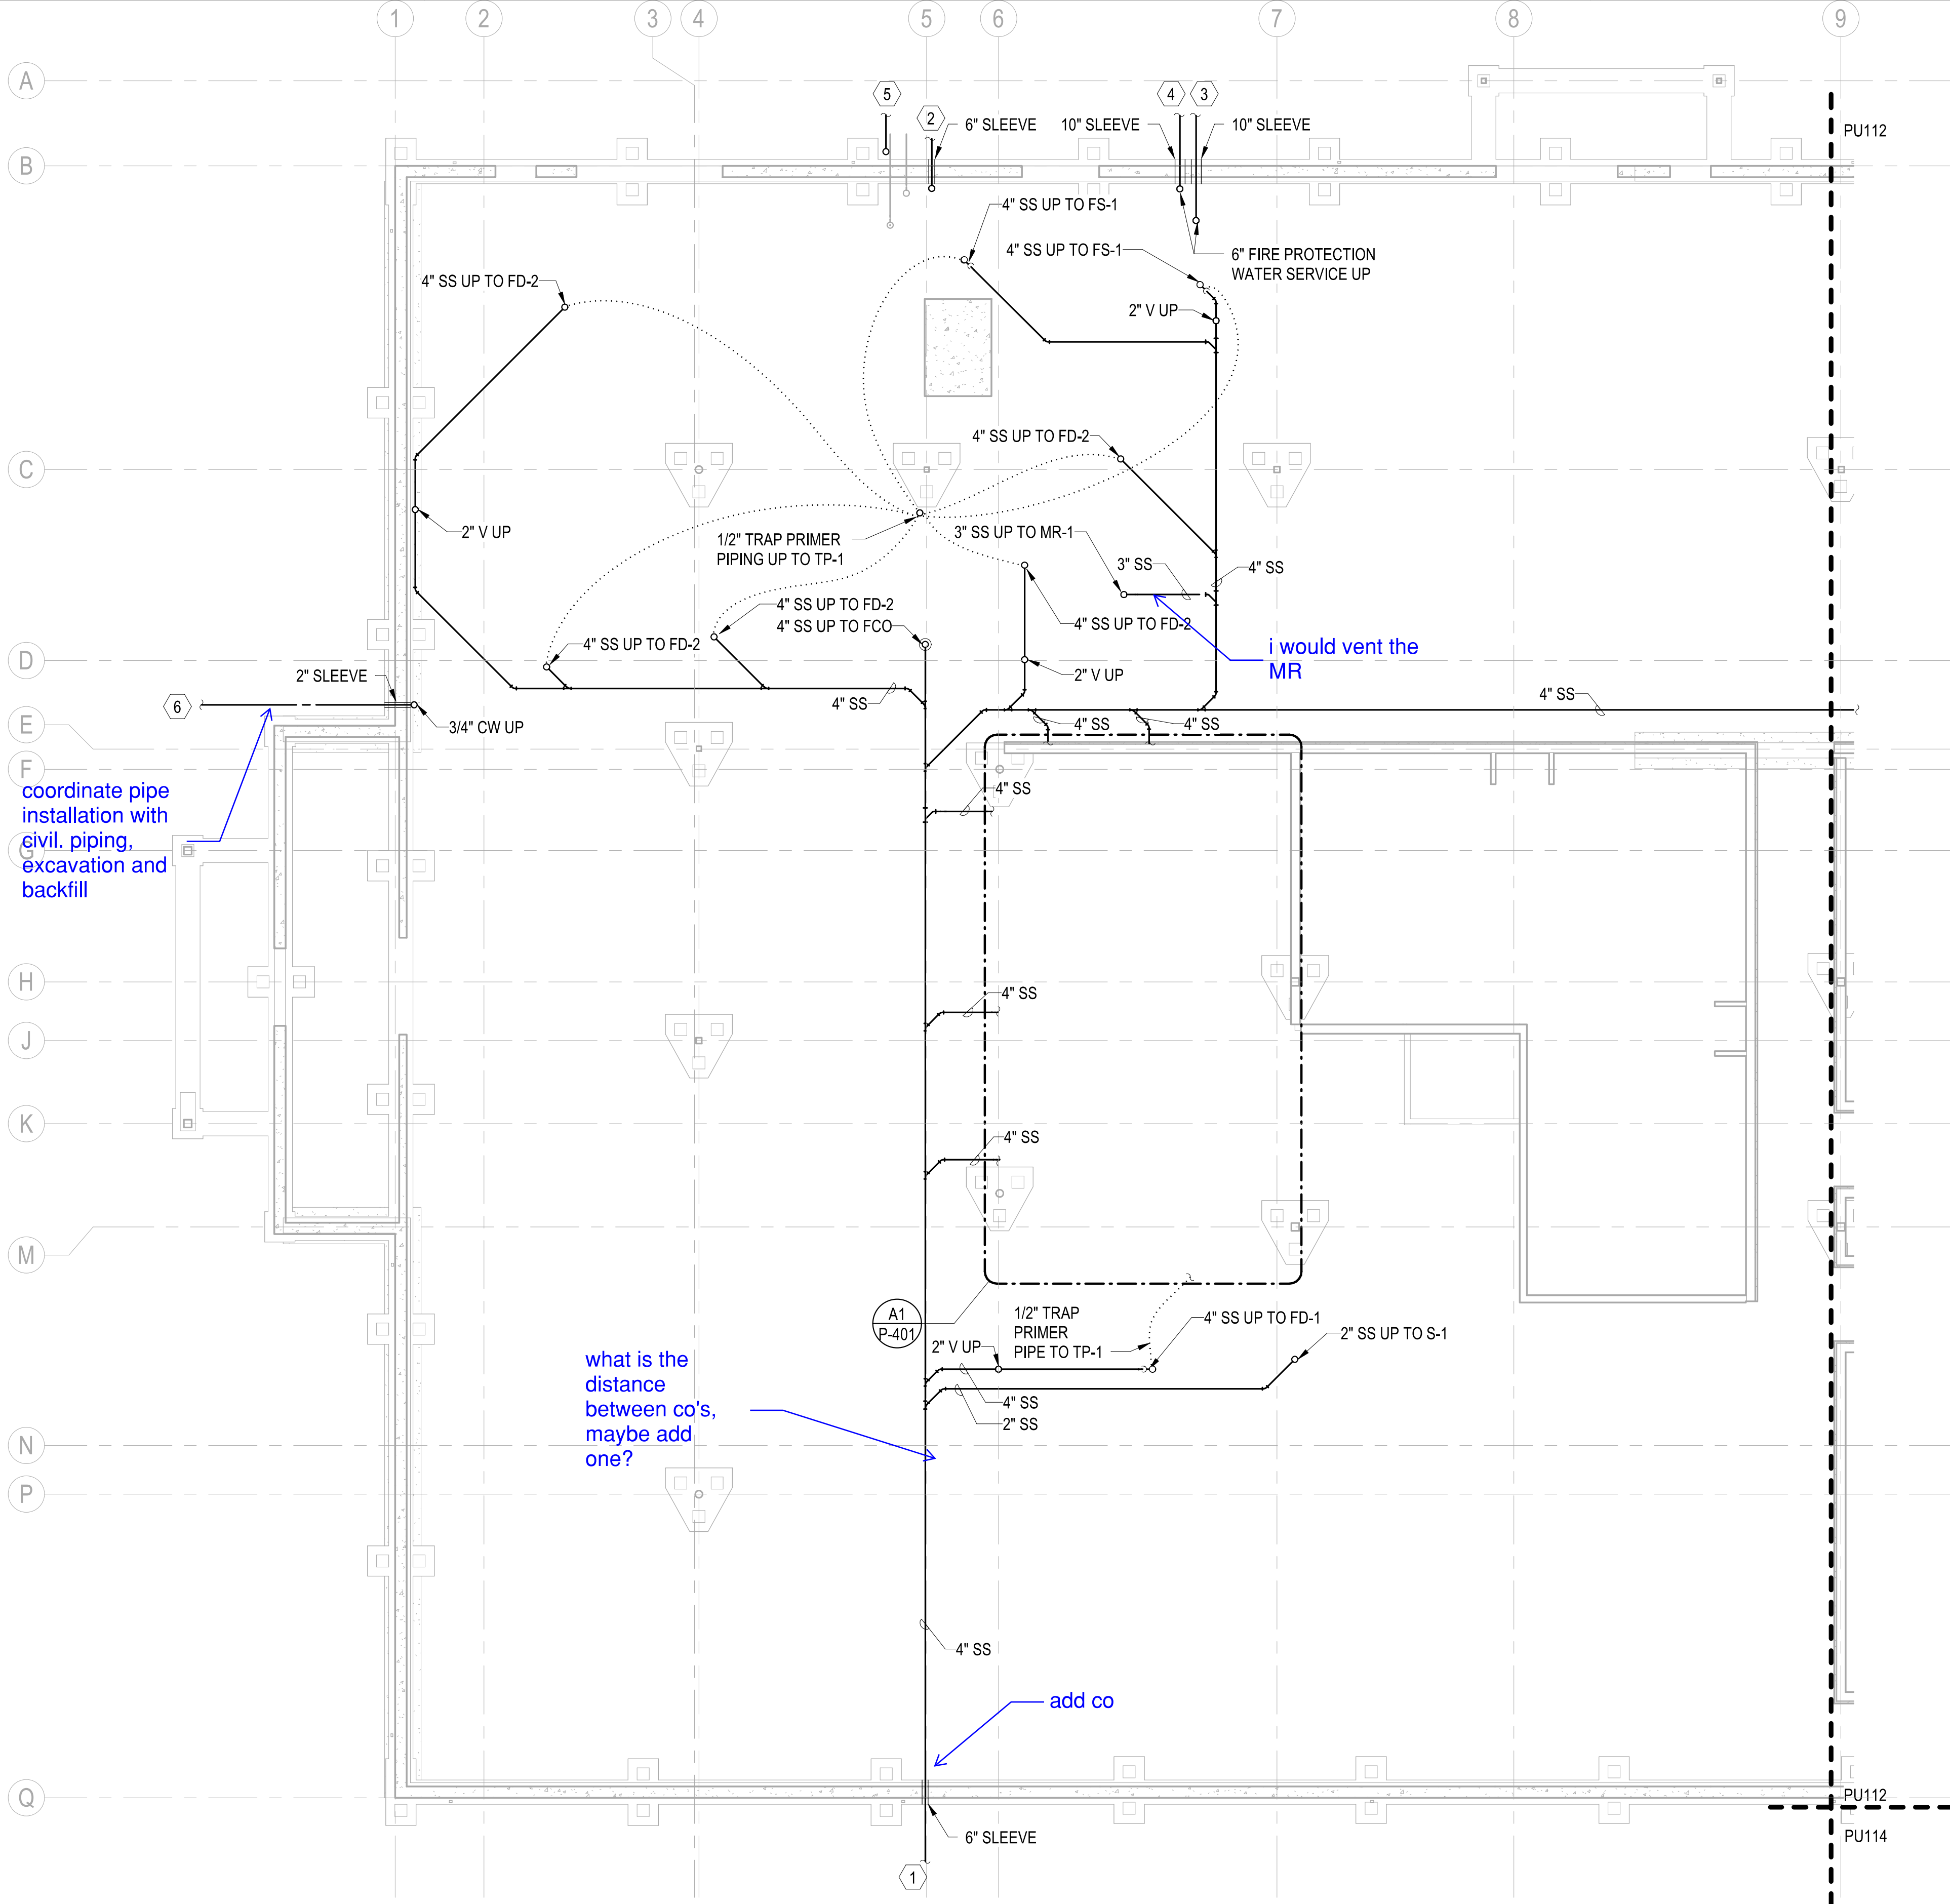 1
2
3
4
5
6
7
8
9
A
5
4
3
2
6" SLEEVE
10" SLEEVE
10" SLEEVE
PU112
B
4" SS UP TO FS-1
4" SS UP TO FS-1
6" FIRE PROTECTION
WATER SERVICE UP
4" SS UP TO FD-2
2" V UP
4" SS UP TO FD-2
C
2" V UP
1/2" TRAP PRIMER
PIPING UP TO TP-1
3" SS UP TO MR-1
3" SS
4" SS
4" SS UP TO FD-2
4" SS UP TO FCO
4" SS UP TO FD-2
4" SS UP TO FD-2
i would vent the
MR
D
2" SLEEVE
2" V UP
6
4" SS
4" SS
E
3/4" CW UP
4" SS
4" SS
F
coordinate pipe
installation with
civil. piping,
excavation and
backfill
4" SS
G
H
4" SS
J
K
4" SS
M
A1
P-401
1/2" TRAP
PRIMER
PIPE TO TP-1
4" SS UP TO FD-1
2" SS UP TO S-1
2" V UP
what is the
distance
between co's,
maybe add
one?
4" SS
2" SS
N
P
4" SS
add co
Q
PU112
6" SLEEVE
PU114
1